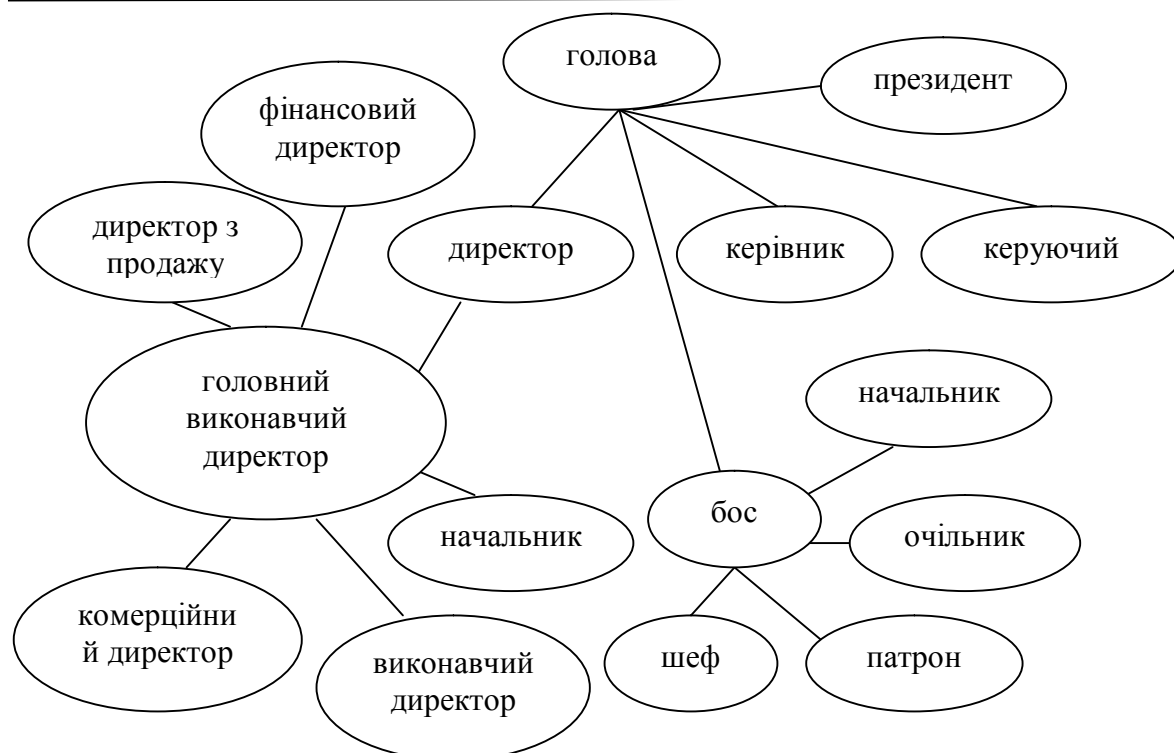 голова
президент
фінансовий
директор
директор з
продажу
директор
керівник
керуючий
головний
виконавчий
директор
начальник
бос
начальник
очільник
комерційни
й директор
виконавчий
директор
шеф
патрон